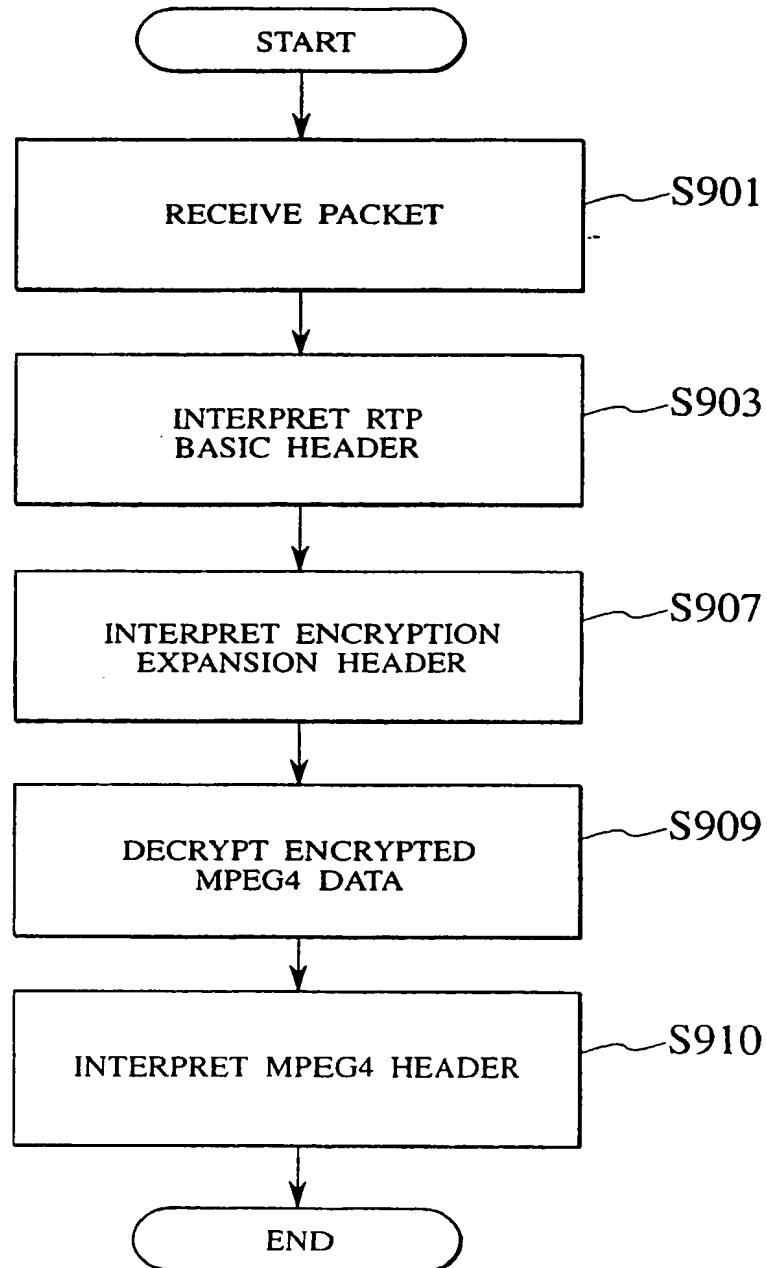 START
RECEIVE PACKET
S901
INTERPRET RTP
BASIC HEADER
S903
INTERPRET ENCRYPTION
EXPANSION HEADER
S907
DECRYPT ENCRYPTED
MPEG4 DATA
S909
INTERPRET MPEG4 HEADER
S910
END